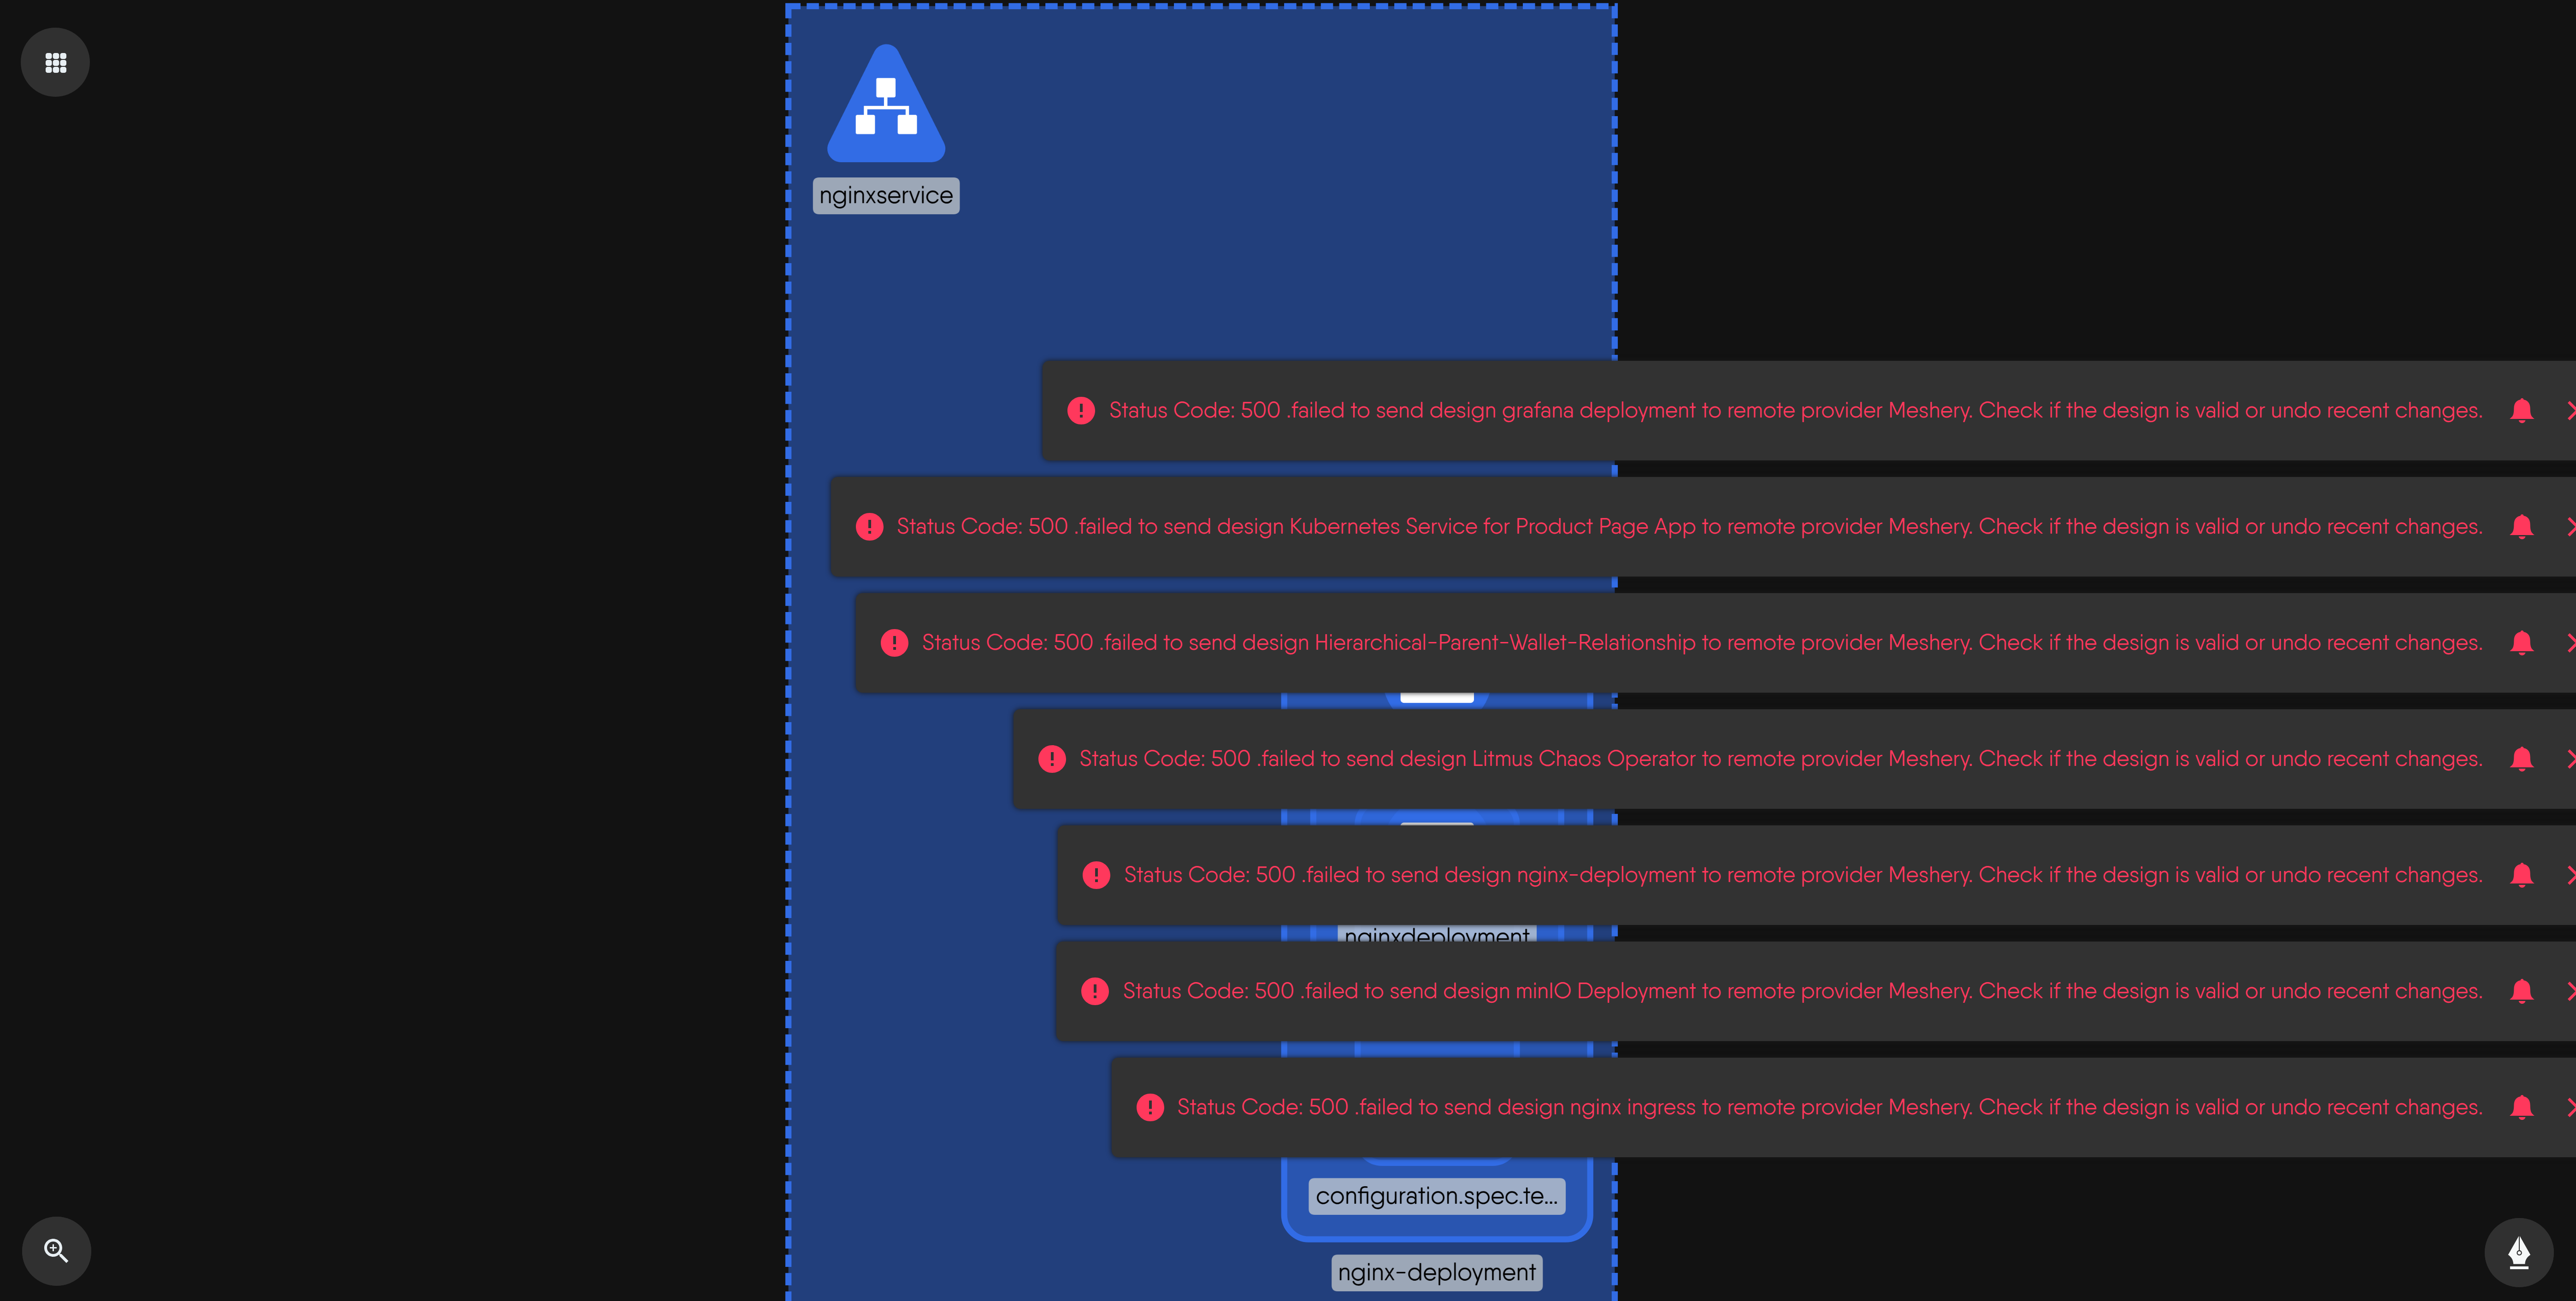 nginxservice
Status Code: 500 .failed to send design grafana deployment to remote provider Meshery. Check if the design is valid or undo recent changes.
Status Code: 500 .failed to send design Kubernetes Service for Product Page App to remote provider Meshery. Check if the design is valid or undo recent changes.
Status Code: 500 .failed to send design Hierarchical-Parent-Wallet-Relationship to remote provider Meshery. Check if the design is valid or undo recent changes.
Status Code: 500 .failed to send design Litmus Chaos Operator to remote provider Meshery. Check if the design is valid or undo recent changes.
Status Code: 500 .failed to send design nginx-deployment to remote provider Meshery. Check if the design is valid or undo recent changes.
nginxdeployment
Status Code: 500 .failed to send design minIO Deployment to remote provider Meshery. Check if the design is valid or undo recent changes.
Status Code: 500 .failed to send design nginx ingress to remote provider Meshery. Check if the design is valid or undo recent changes.
configuration.spec.te...
nginx-deployment